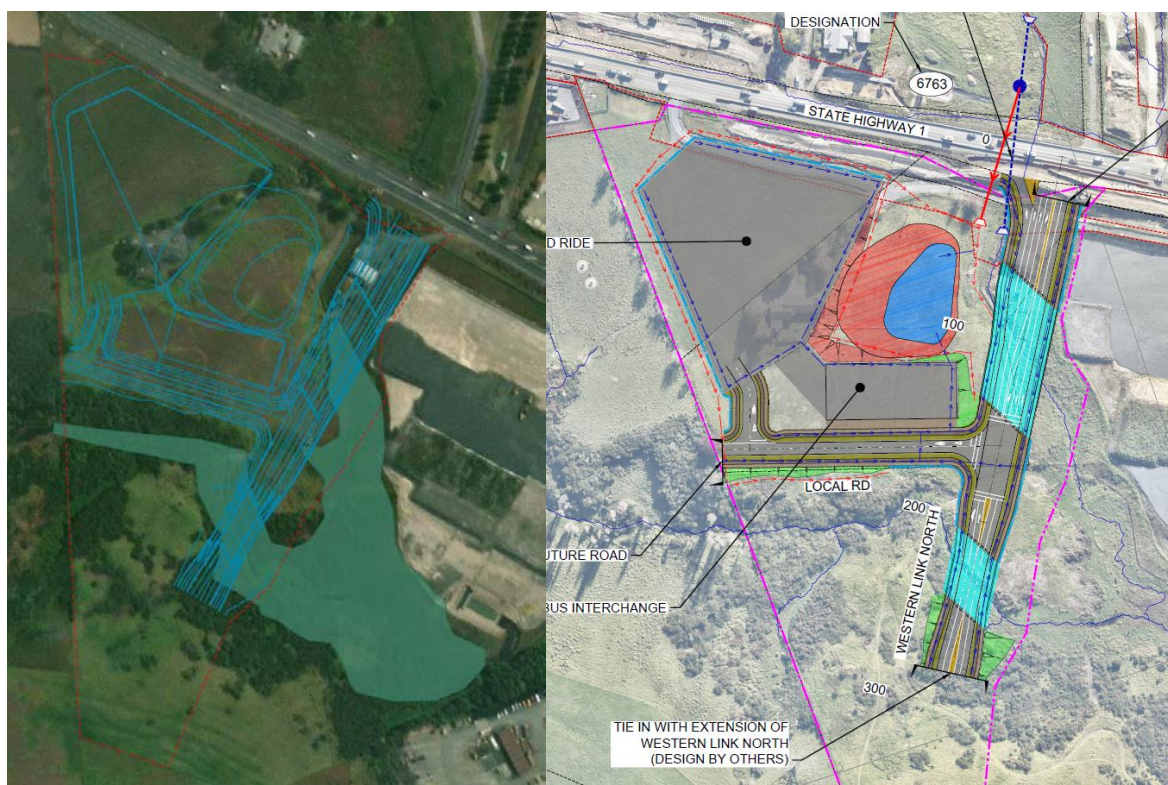 DESIGNATION
6763
STATE HIGHWAY 1
0
D RIDE
100
LOCAL RD
200
UTURE ROAD
BUS INTERCHANGE
WESTERN LINK NORTH
300
TIE IN WITH EXTENSION OF
WESTERN LINK NORTH
(DESIGN BY OTHERS)